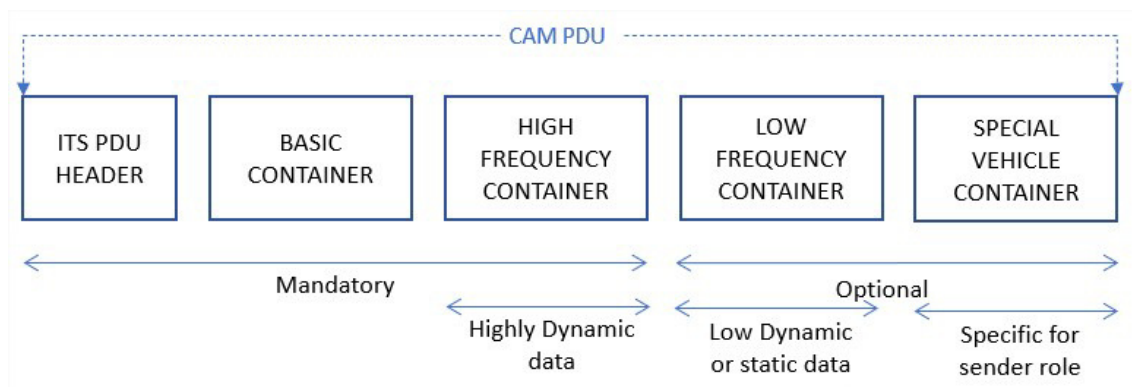 CAM PDU
ITS PDU
HEADER
BASIC
CONTAINER
HIGH
FREQUENCY
CONTAINER
LOW
FREQUENCY
CONTAINER
SPECIAL
VEHICLE
CONTAINER
Mandatory
Optional
Highly Dynamic
data
Low Dynamic
or static data
Specific for
sender role